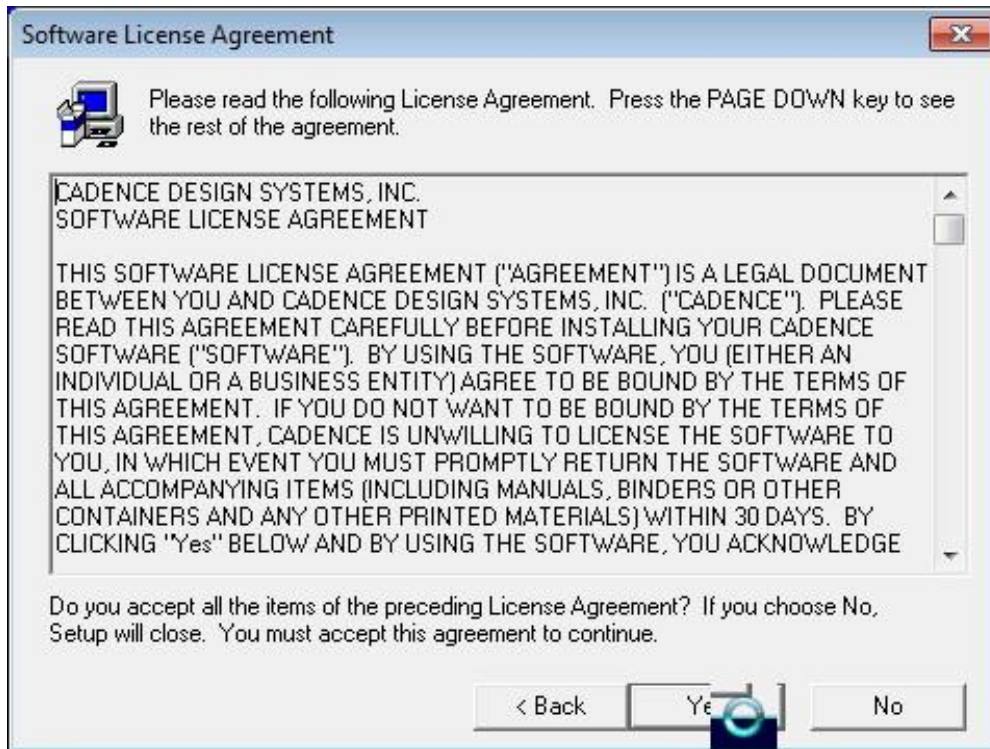 Software License Agreement
Please read the following License Agreement. Press the PAGE DOWN key to see
the rest of the agreement.
CADENCE DESIGN SYSTEMS, INC.
SOFTWARE LICENSE AGREEMENT
THIS SOFTWARE LICENSE AGREEMENT ("AGREEMENT") IS A LEGAL DOCUMENT
BETWEEN YOU AND CADENCE DESIGN SYSTEMS, INC. ("CADENCE"). PLEASE
READ THIS AGREEMENT CAREFULLY BEFORE INSTALLING YOUR CADENCE
SOFTWARE ("SOFTWARE"). BY USING THE SOFTWARE, YOU (EITHER AN
INDIVIDUAL OR A BUSINESS ENTITY) AGREE TO BE BOUND BY THE TERMS OF
THIS AGREEMENT. IF YOU DO NOT WANT TO BE BOUND BY THE TERMS OF
THIS AGREEMENT, CADENCE IS UNWILLING TO LICENSE THE SOFTWARE TO
YOU, IN WHICH EVENT YOU MUST PROMPTLY RETURN THE SOFTWARE AND
ALL ACCOMPANYING ITEMS (INCLUDING MANUALS, BINDERS OR OTHER
CONTAINERS AND ANY OTHER PRINTED MATERIALS) WITHIN 30 DAYS. BY
CLICKING "Yes" BELOW AND BY USING THE SOFTWARE, YOU ACKNOWLEDGE
Do you accept all the items of the preceding License Agreement? If you choose No,
Setup will close. You must accept this agreement to continue.
< Back
No